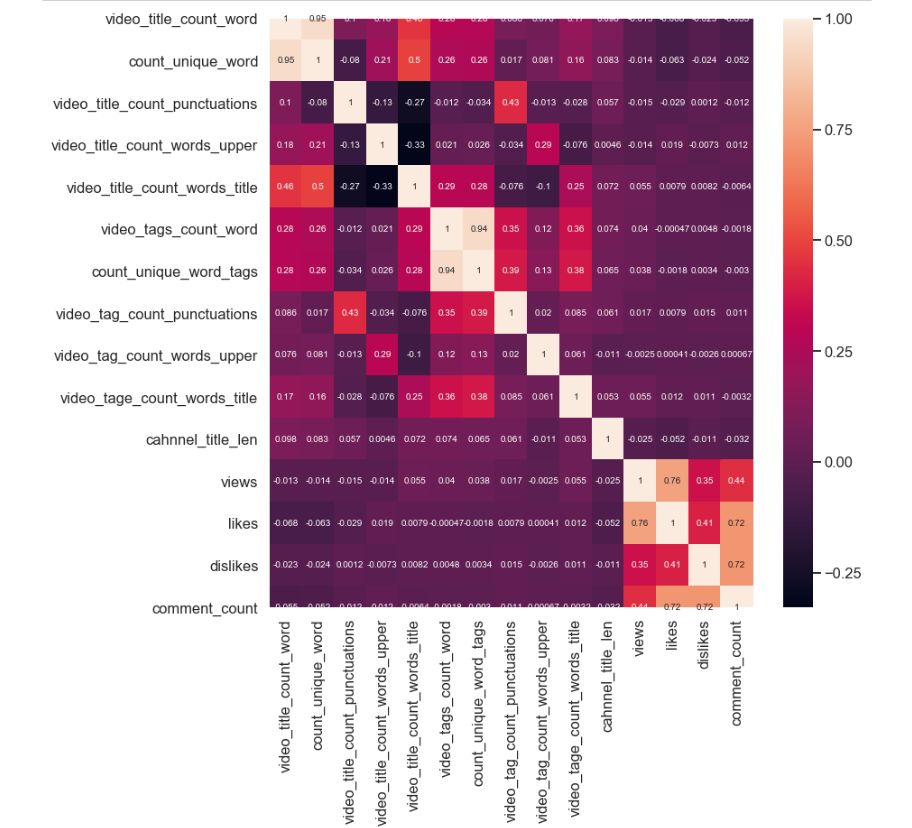 video_title_count_word 1 0.95
count_unique_word 0.95 1 -0.08 0.21 0.5 0.26 0.26 0.017 0.081 0.16 0.083 -0.014 -0.063 -0.024 -0.052
video_title_count_punctuations 0.1 -0.08 1 -0.13 -0.27 -0.012 -0.034 0.43 -0.013 -0.028 0.057 -0.015 -0.029 0.0012 -0.012
video_title_count_words_upper 0.18 0.21 -0.13 1 -0.33 0.021 0.026 -0.034 0.29 -0.076 0.0046 -0.014 0.019 -0.0073 0.012
video_title_count_words_title 0.46 0.5 -0.27 -0.33 1 0.29 0.28 -0.076 -0.1 0.25 0.072 0.055 0.0079 0.0082 -0.0064
video_tags_count_word 0.28 0.26 -0.012 0.021 0.29 1 0.94 0.35 0.12 0.36 0.074 0.04 -0.00047 0.0048 -0.0018
count_unique_word_tags 0.28 0.26 -0.034 0.026 0.28 0.94 1 0.39 0.13 0.38 0.065 0.038 -0.0018 0.0034 -0.003
video_tag_count_punctuations 0.086 0.017 0.43 -0.034 -0.076 0.35 0.39 1 0.02 0.085 0.061 0.017 0.0079 0.015 0.011
video_tag_count_words_upper 0.076 0.081 -0.013 0.29 -0.1 0.12 0.13 0.02 1 0.061 -0.011 -0.0025 0.00041 -0.0026 0.00067
video_tage_count_words_title 0.17 0.16 -0.028 -0.076 0.25 0.36 0.38 0.085 0.061 1 0.053 0.055 0.012 0.011 -0.0032
cahnnel_title_len 0.098 0.083 0.057 0.0046 0.072 0.074 0.065 0.061 -0.011 0.053 1 -0.025 -0.052 -0.011 -0.032
views -0.013 -0.014 -0.015 -0.014 0.055 0.04 0.038 0.017 -0.0025 0.055 -0.025 1 0.76 0.35 0.44
likes -0.068 -0.063 -0.029 0.019 0.0079 -0.00047 -0.0018 0.0079 0.00041 0.012 -0.052 0.76 1 0.41 0.72
dislikes -0.023 -0.024 0.0012 -0.0073 0.0082 0.0048 0.0034 0.015 -0.0026 0.011 -0.011 0.35 0.41 1 0.72
comment_count 0.72 0.72 1
video_title_count_word
count_unique_word
video_title_count_punctuations
video_title_count_words_upper
video_title_count_words_title
video_tags_count_word
count_unique_word_tags
video_tag_count_punctuations
video_tag_count_words_upper
video_tage_count_words_title
cahnnel_title_len
views
likes
dislikes
comment_count
1.00
0.75
0.50
0.25
0.00
−0.25